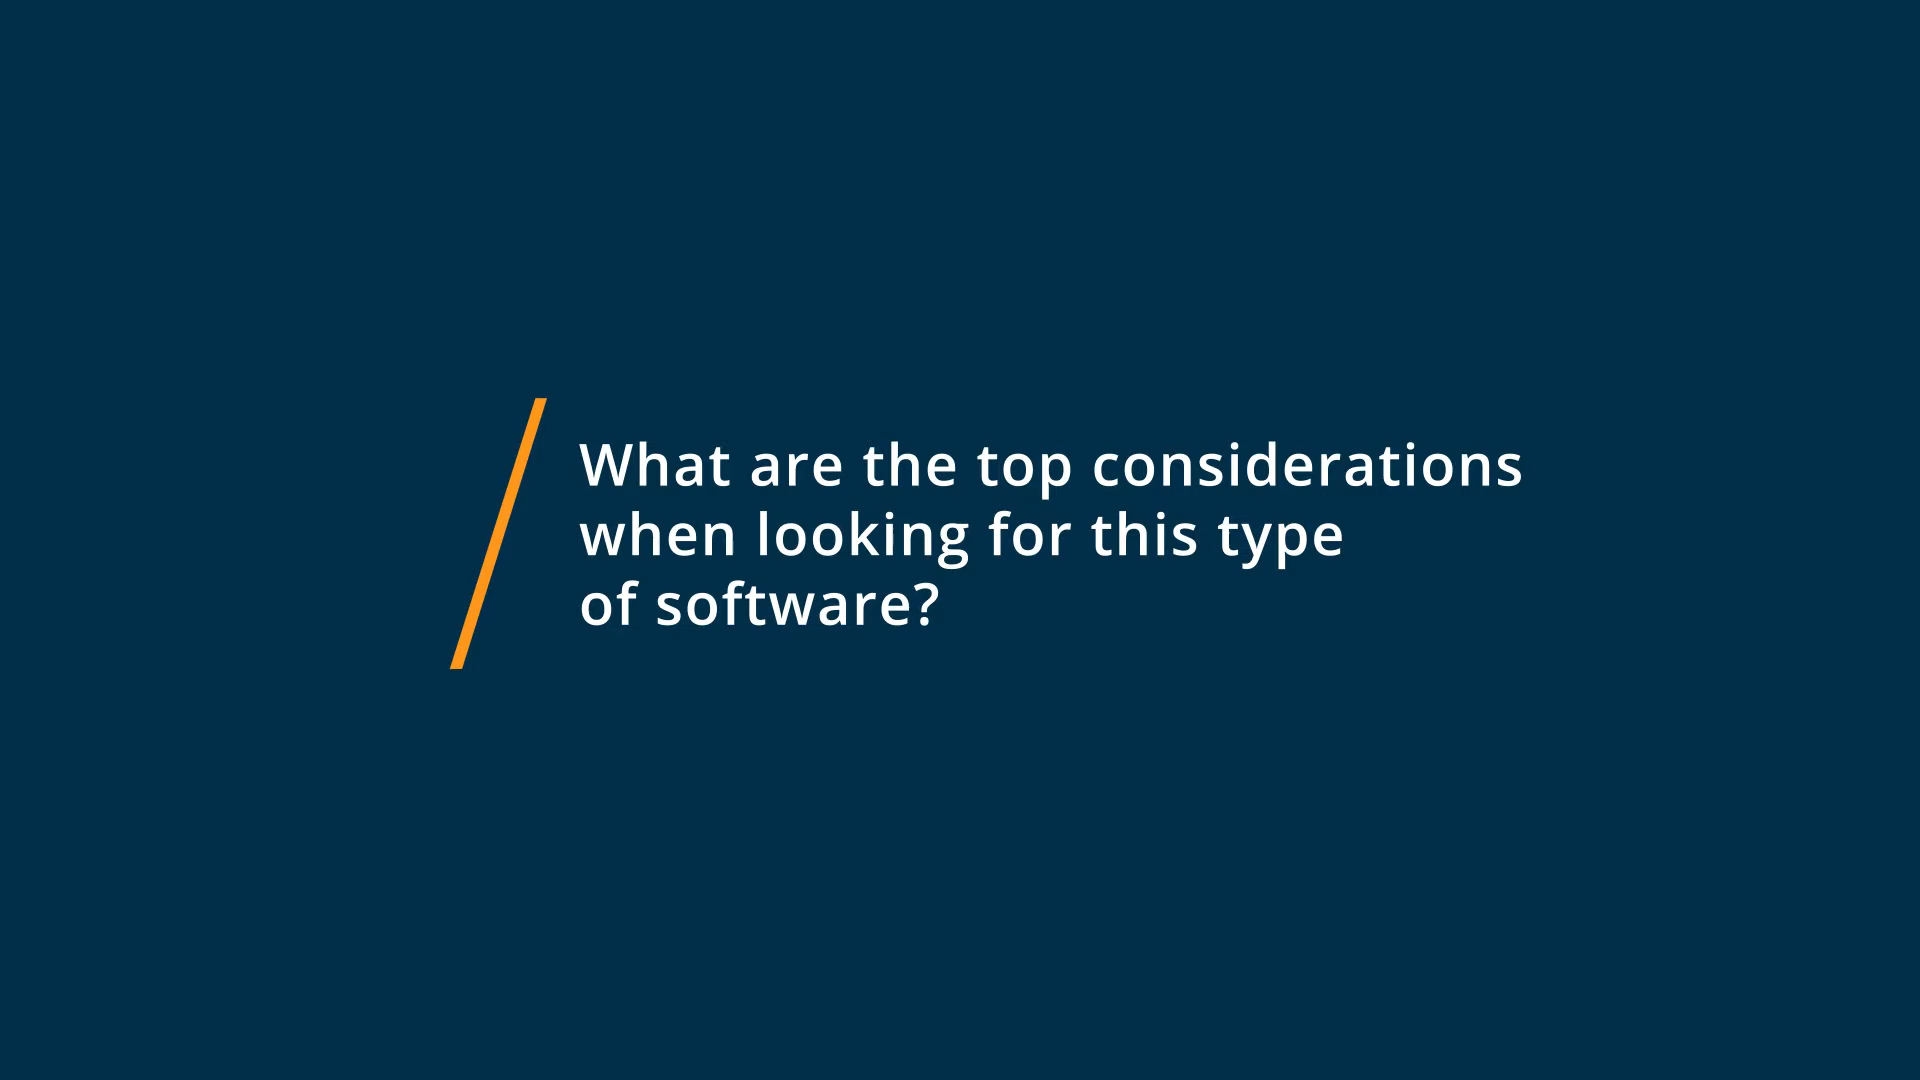 What are the top considerations
when looking for this type
of software?